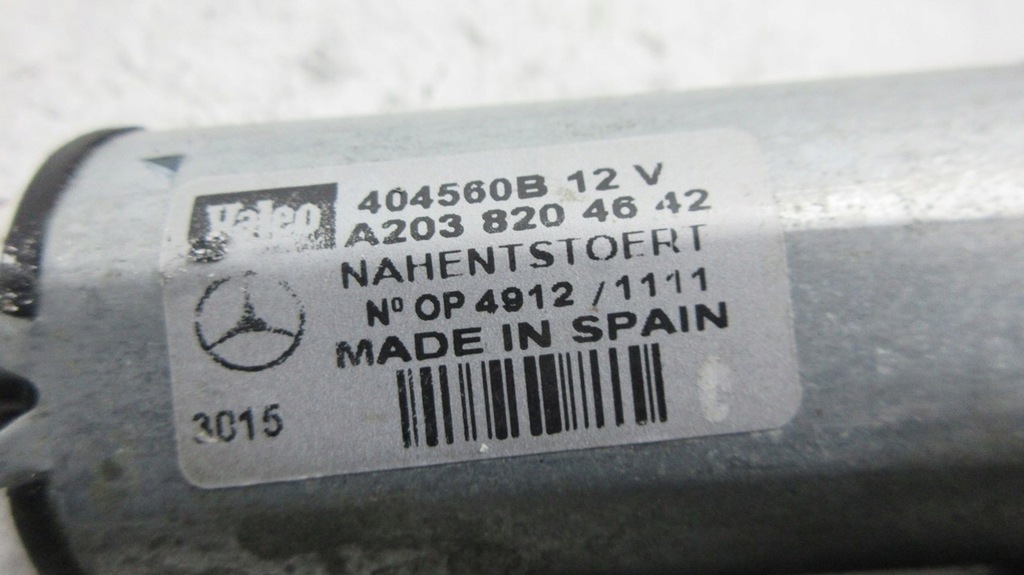 Valeo
404560B 12 V
A203 820 46 42
NAHENTSTOERT
Nº OP 4912 / 1111
MADE IN SPAIN
3015